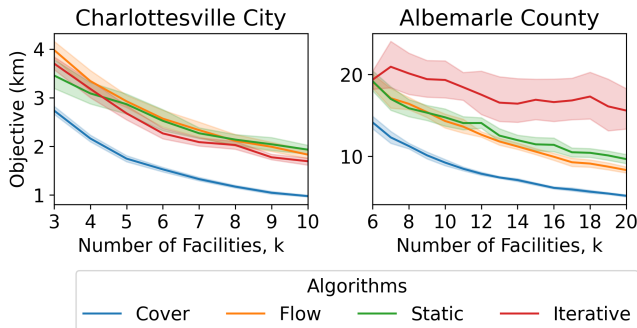 Charlottesville City
Albemarle County
Objective (km)
4
3
2
1
3 4 5 6 7 8 9 10
Number of Facilities, k
20
10
6 8 10 12 14 16 18 20
Number of Facilities, k
Algorithms
Cover Flow Static Iterative